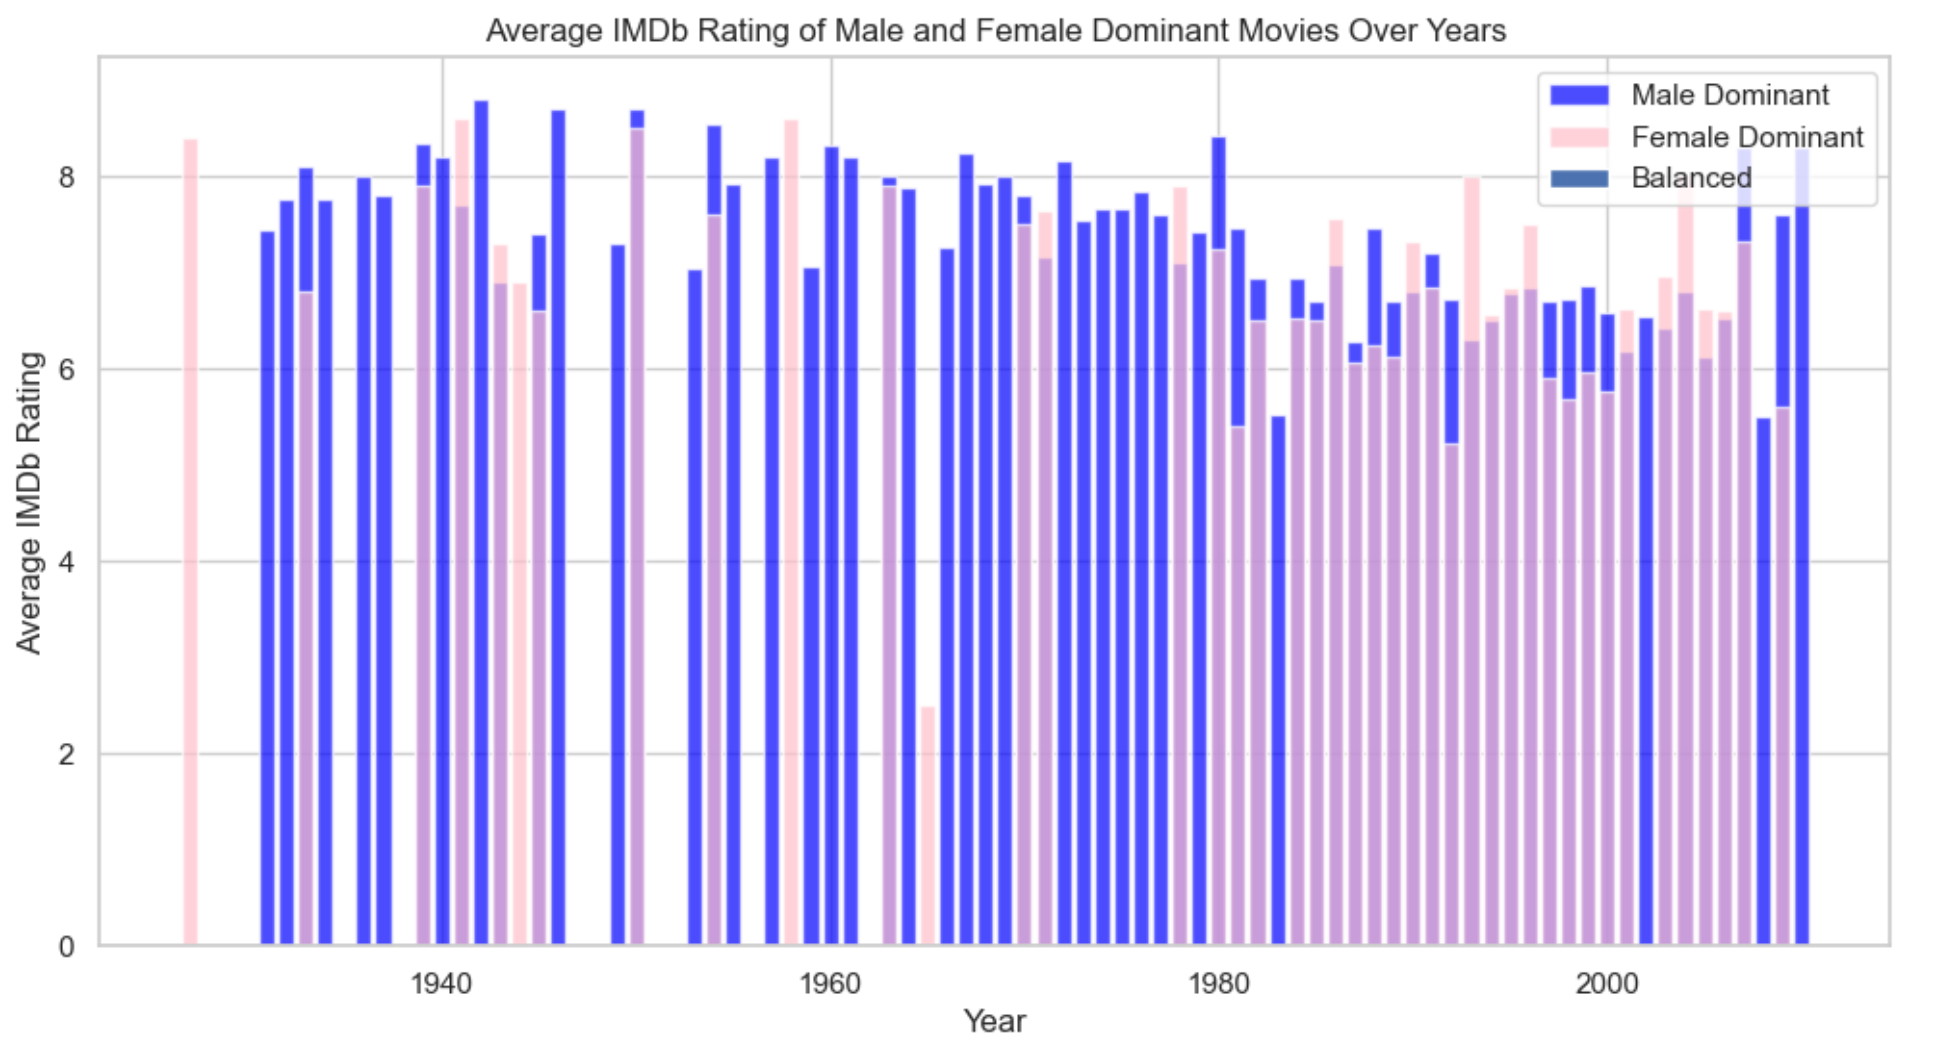 Average IMDb Rating of Male and Female Dominant Movies Over Years
Male Dominant
Female Dominant
Balanced
Average IMDb Rating
8
6
4
2
0
1940
1960
1980
2000
Year